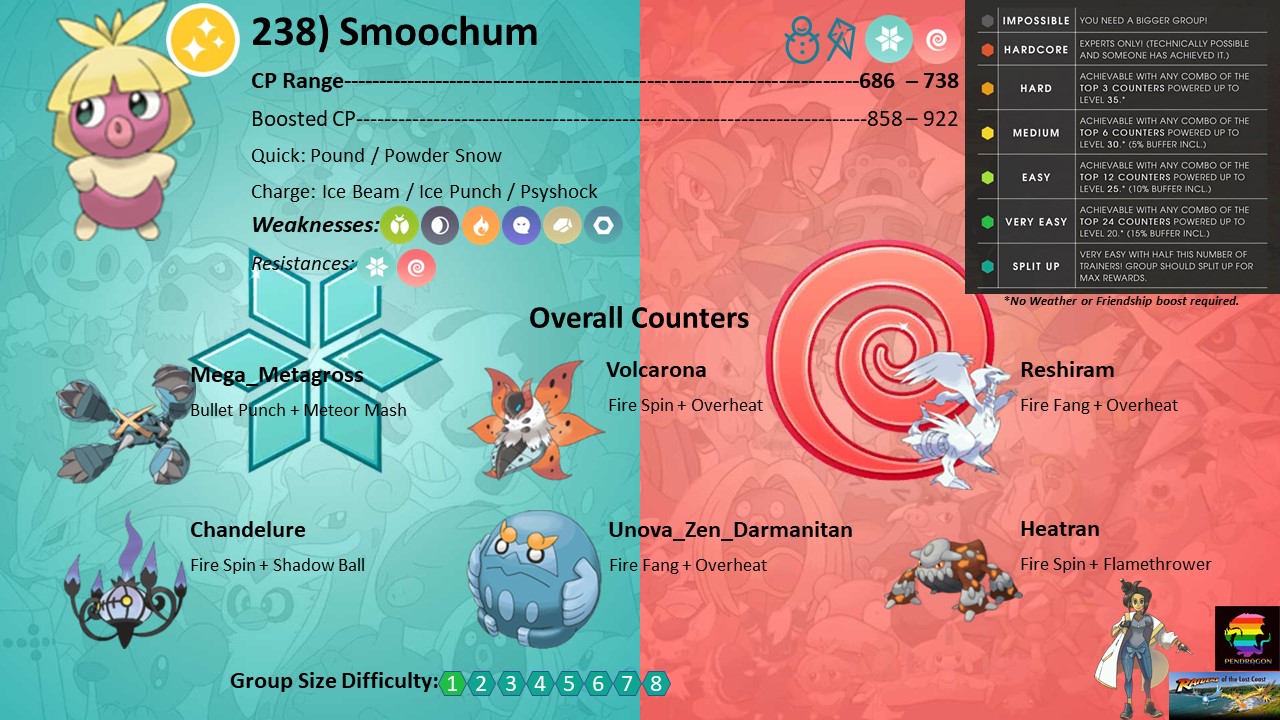 238) Smoochum
CP Range-----------------------------------------------------------------------------------686 – 738
Boosted CP-----------------------------------------------------------------------------------858 – 922
Quick: Pound / Powder Snow
Charge: Ice Beam / Ice Punch / Psyshock
Weaknesses:
Resistances:
IMPOSSIBLE YOU NEED A BIGGER GROUP!
HARDCORE EXPERTS ONLY! (TECHNICALLY POSSIBLE
AND SOMEONE HAS ACHIEVED IT.)
HARD ACHIEVABLE WITH ANY COMBO OF THE
TOP 3 COUNTERS POWERED UP TO
LEVEL 35.*
MEDIUM ACHIEVABLE WITH ANY COMBO OF THE
TOP 6 COUNTERS POWERED UP TO
LEVEL 30.* (5% BUFFER INCL.)
EASY ACHIEVABLE WITH ANY COMBO OF THE
TOP 12 COUNTERS POWERED UP TO
LEVEL 25.* (10% BUFFER INCL.)
VERY EASY ACHIEVABLE WITH ANY COMBO OF THE
TOP 24 COUNTERS POWERED UP TO
LEVEL 20.* (15% BUFFER INCL.)
SPLIT UP VERY EASY WITH HALF THIS NUMBER OF
TRAINERS! GROUP SHOULD SPLIT UP FOR
MAX REWARDS.
*No Weather or Friendship boost required.
Overall Counters
Mega_Metagross
Bullet Punch + Meteor Mash
Volcarona
Fire Spin + Overheat
Reshiram
Fire Fang + Overheat
Chandelure
Fire Spin + Shadow Ball
Unova_Zen_Darmanitan
Fire Fang + Overheat
Heatran
Fire Spin + Flamethrower
Group Size Difficulty: 1 2 3 4 5 6 7 8
PENDRAGON
RAIDERS of the Lost Coast